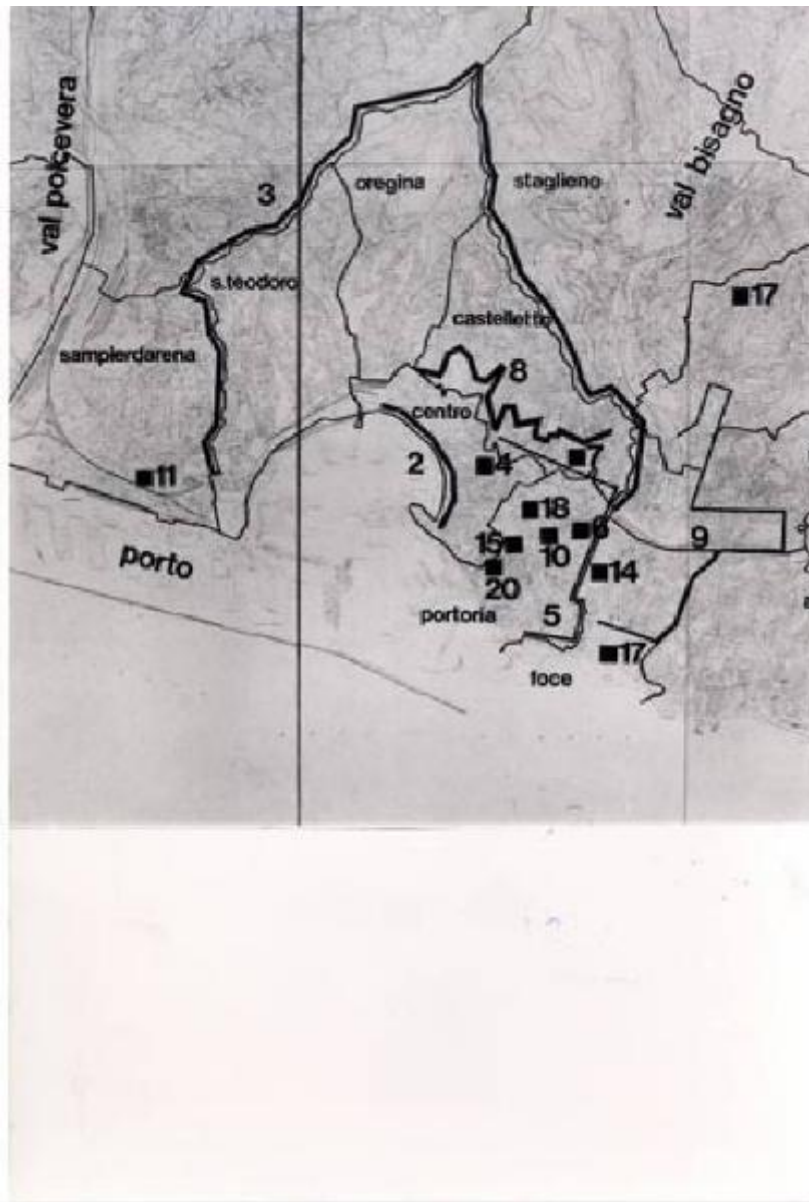 val polcevera
val bisagno
oregina
staglieno
3
s.teodoro
17
castelletto
sampierdarena
8
centro
2
4
7
11
18
6
9
15
10
porto
20
14
portoria
5
17
foce